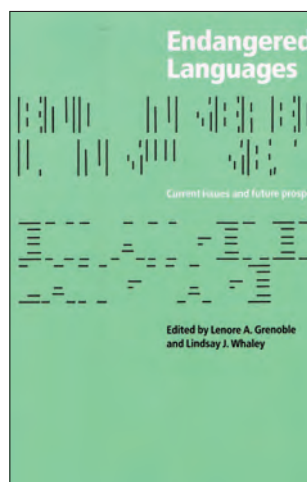 Endangered
Languages
Current issues and future prosp
Edited by Lenore A. Grenoble
and Lindsay J. Whaley